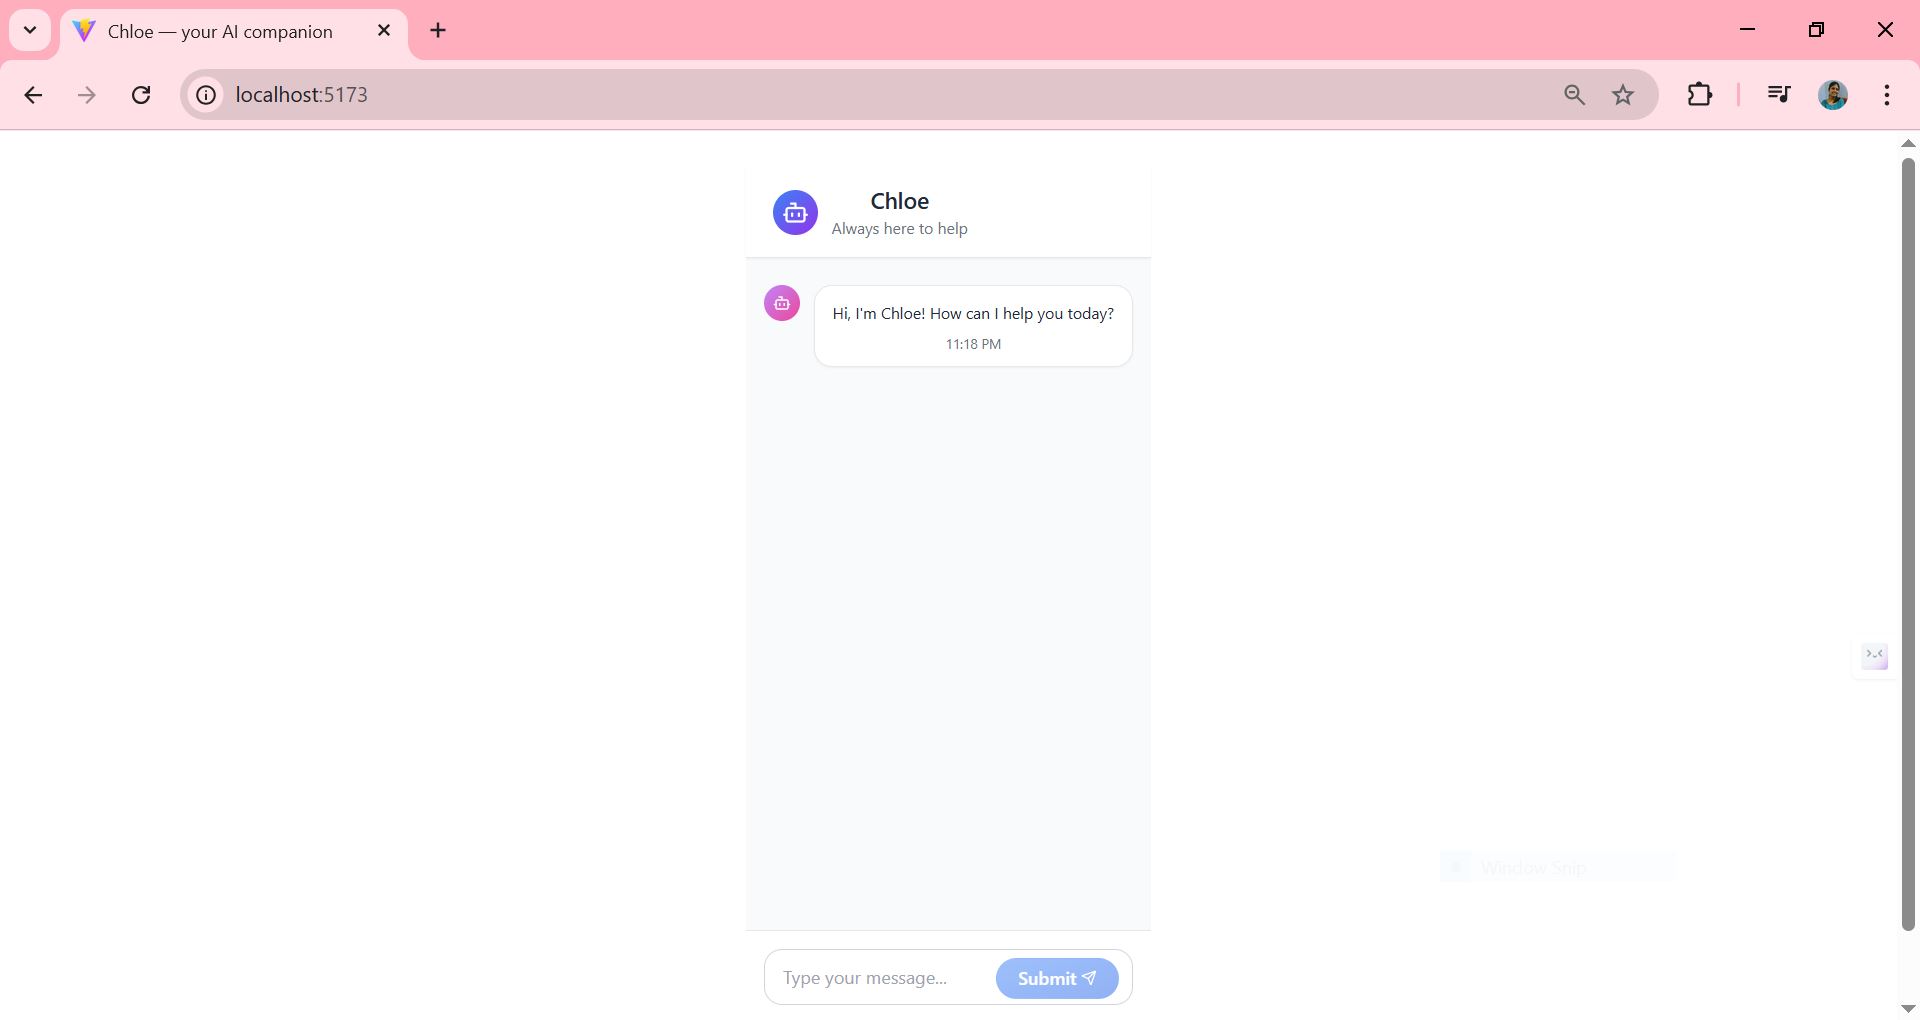 Chloe — your AI companion
localhost:5173
Chloe
Always here to help
Hi, I'm Chloe! How can I help you today?
11:18 PM
Window Snip
Type your message...
Submit